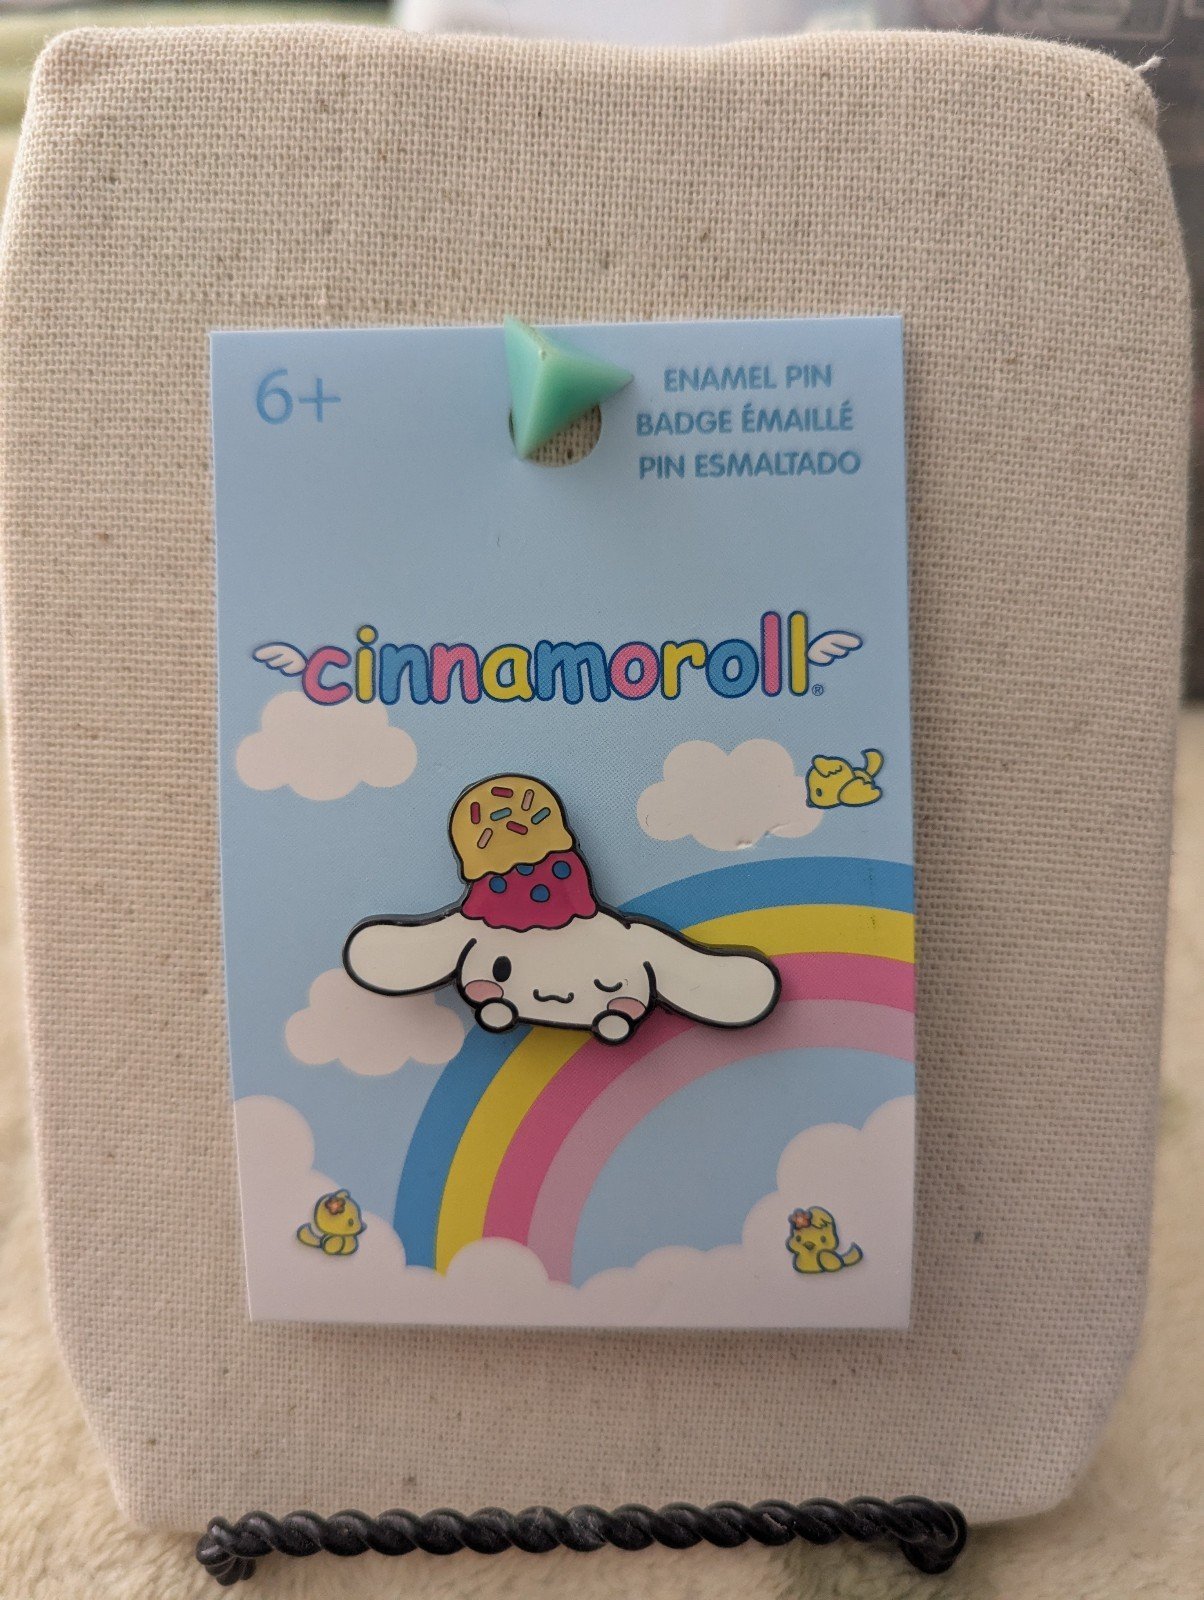 6+
ENAMEL PIN
BADGE ÉMAILLÉ
PIN ESMALTADO
cinnamoroll®